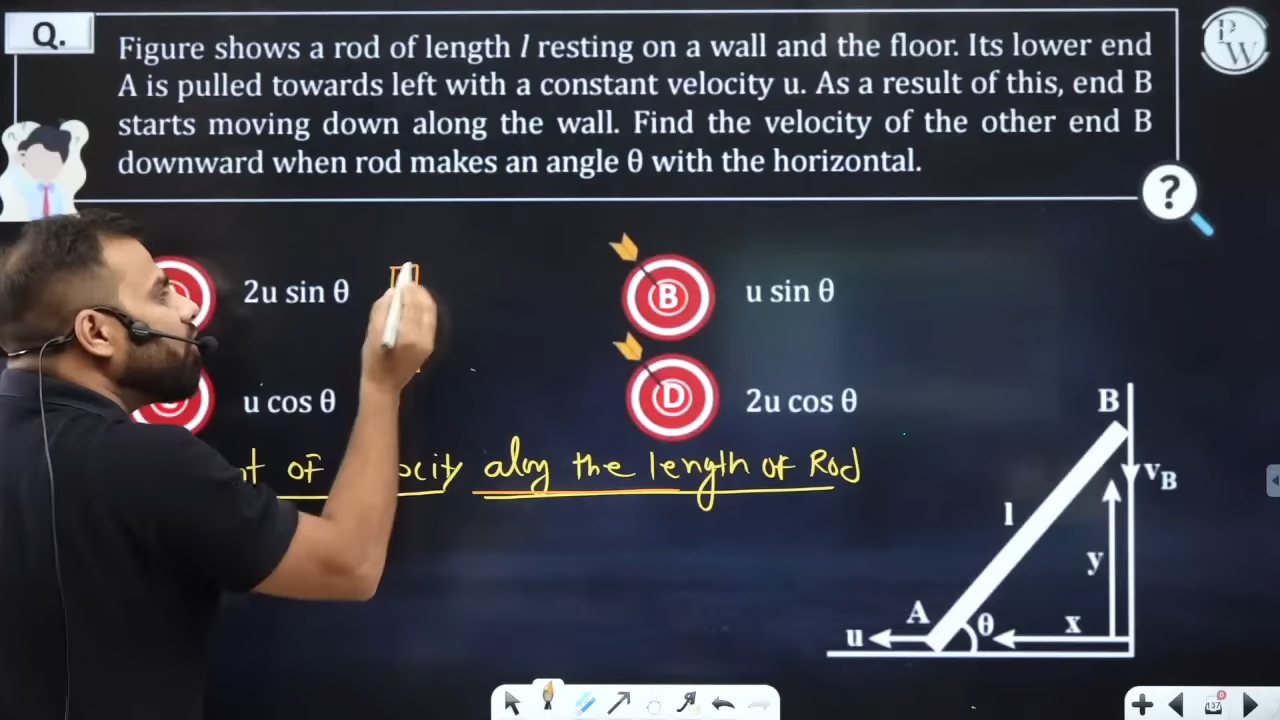 Q.
Figure shows a rod of length l resting on a wall and the floor. Its lower end
A is pulled towards left with a constant velocity u. As a result of this, end B
starts moving down along the wall. Find the velocity of the other end B
downward when rod makes an angle θ with the horizontal.
P
W
?
2u sin θ
B u sin θ
u cos θ
D 2u cos θ
of along the length of Rod
B
vB
l
y
A
θ
x
u
137
0